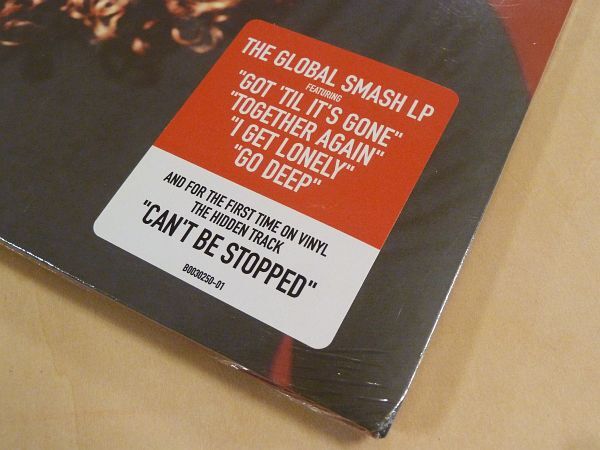 THE GLOBAL SMASH LP
FEATURING
"GOT 'TIL IT'S GONE"
"TOGETHER AGAIN"
"I GET LONELY"
"GO DEEP"
AND FOR THE FIRST TIME ON VINYL
THE HIDDEN TRACK
"CAN'T BE STOPPED"
B0030250-01